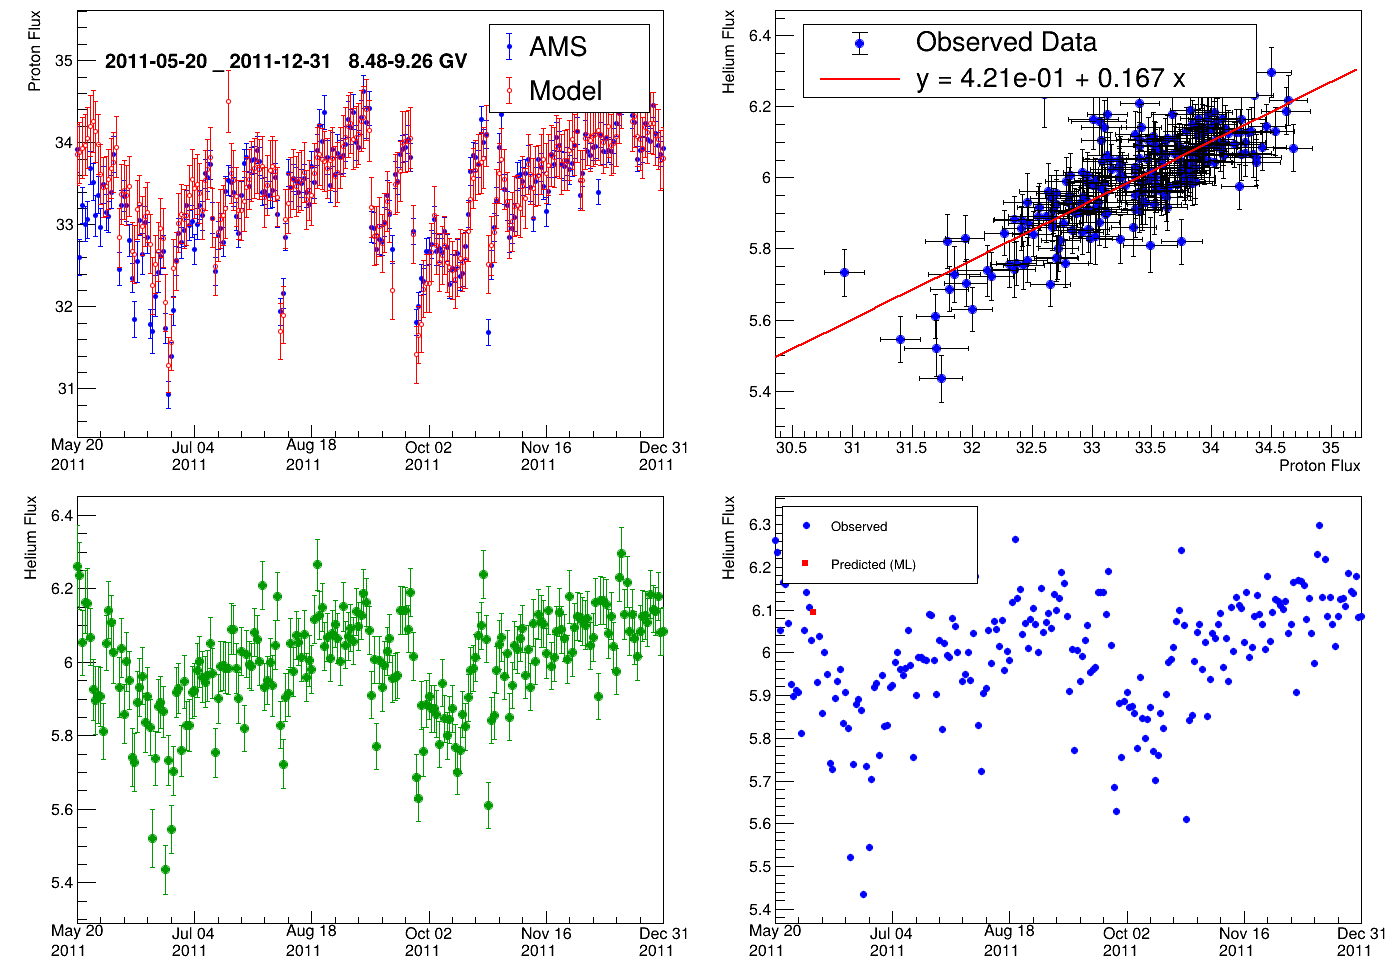 Proton Flux
35
34
33
32
31
2011-05-20 _ 2011-12-31 8.48-9.26 GV
AMS
Model
May 20
2011
Jul 04
2011
Aug 18
2011
Oct 02
2011
Nov 16
2011
Dec 31
2011
Helium Flux
6.4
6.2
6
5.8
5.6
5.4
Observed Data
y = 4.21e-01 + 0.167 x
30.5
31
31.5
32
32.5
33
33.5
34
34.5
35
Proton Flux
Helium Flux
6.4
6.2
6
5.8
5.6
5.4
May 20
2011
Jul 04
2011
Aug 18
2011
Oct 02
2011
Nov 16
2011
Dec 31
2011
Helium Flux
6.3
6.2
6.1
6
5.9
5.8
5.7
5.6
5.5
5.4
Observed
Predicted (ML)
May 20
2011
Jul 04
2011
Aug 18
2011
Oct 02
2011
Nov 16
2011
Dec 31
2011